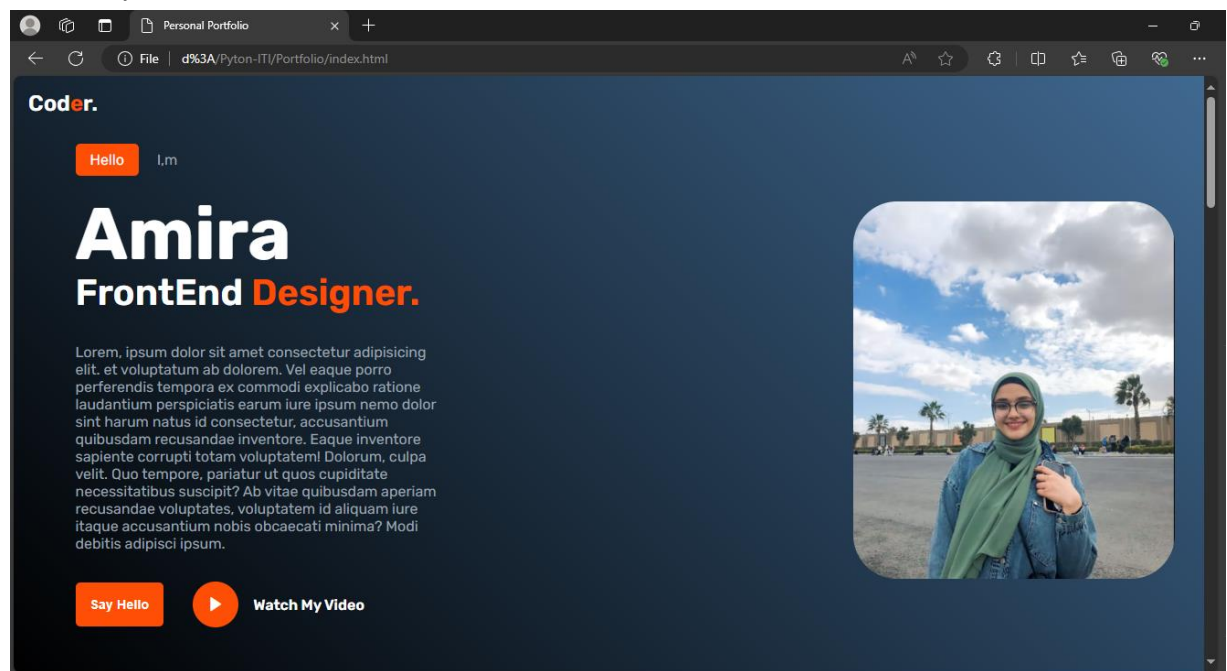 Personal Portfolio
File | d%3A/Pyton-ITI/Portfolio/index.html
Coder.
Hello I,m
Amira
FrontEnd Designer.
Lorem, ipsum dolor sit amet consectetur adipisicing
elit. et voluptatum ab dolorem. Vel eaque porro
perferendis tempora ex commodi explicabo ratione
laudantium perspiciatis earum iure ipsum nemo dolor
sint harum natus id consectetur, accusantium
quibusdam recusandae inventore. Eaque inventore
sapiente corrupti totam voluptatem! Dolorum, culpa
velit. Quo tempore, pariatur ut quos cupiditate
necessitatibus suscipit? Ab vitae quibusdam aperiam
recusandae voluptates, voluptatem id aliquam iure
itaque accusantium nobis obcaecati minima? Modi
debitis adipisci ipsum.
Say Hello Watch My Video